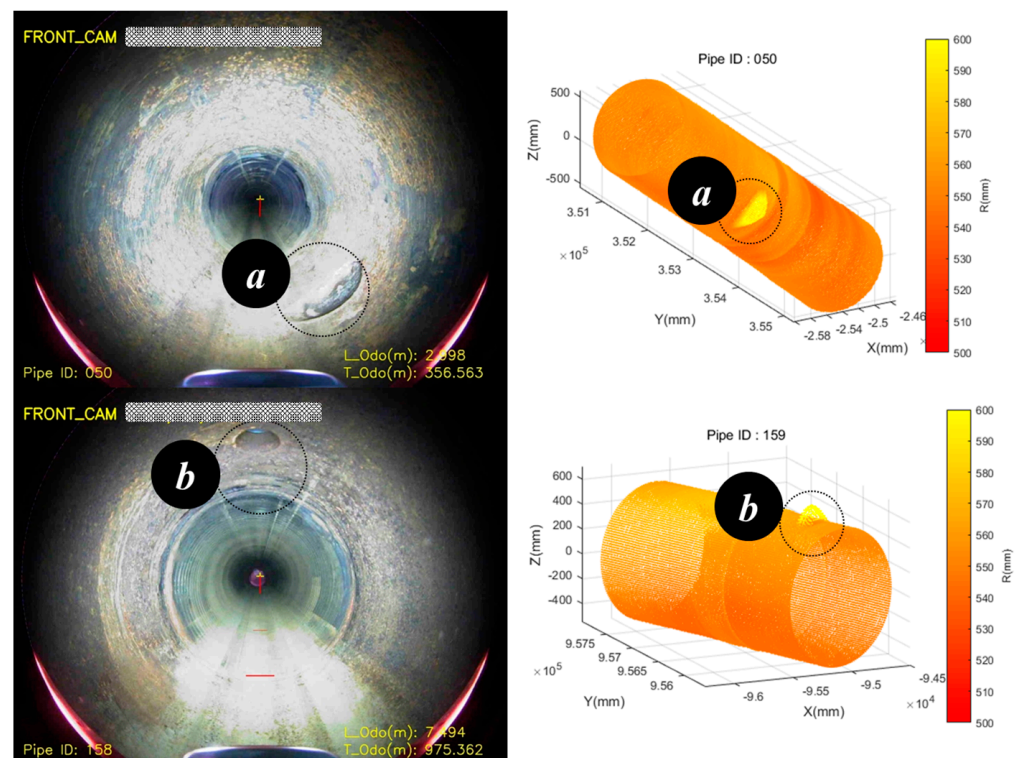 FRONT_CAM
a
L_Odo(m): 2.998
Pipe ID: 050
T_Odo(m): 356.563
FRONT_CAM
b
L_Odo(m): 7.494
Pipe ID: 158
T_Odo(m): 975.362
Pipe ID : 050
500
0
-500
Z(mm)
a
3.51
3.52
3.53
3.54
3.55
×10⁵
Y(mm)
-2.58
-2.54
-2.5
-2.46
X(mm)
600
590
580
570
560
550
540
530
520
510
500
R(mm)
Pipe ID : 159
600
400
200
0
-200
-400
Z(mm)
b
9.575
9.57
9.565
9.56
×10⁵
Y(mm)
-9.6
-9.55
-9.5
-9.45
×10⁴
X(mm)
600
590
580
570
560
550
540
530
520
510
500
R(mm)